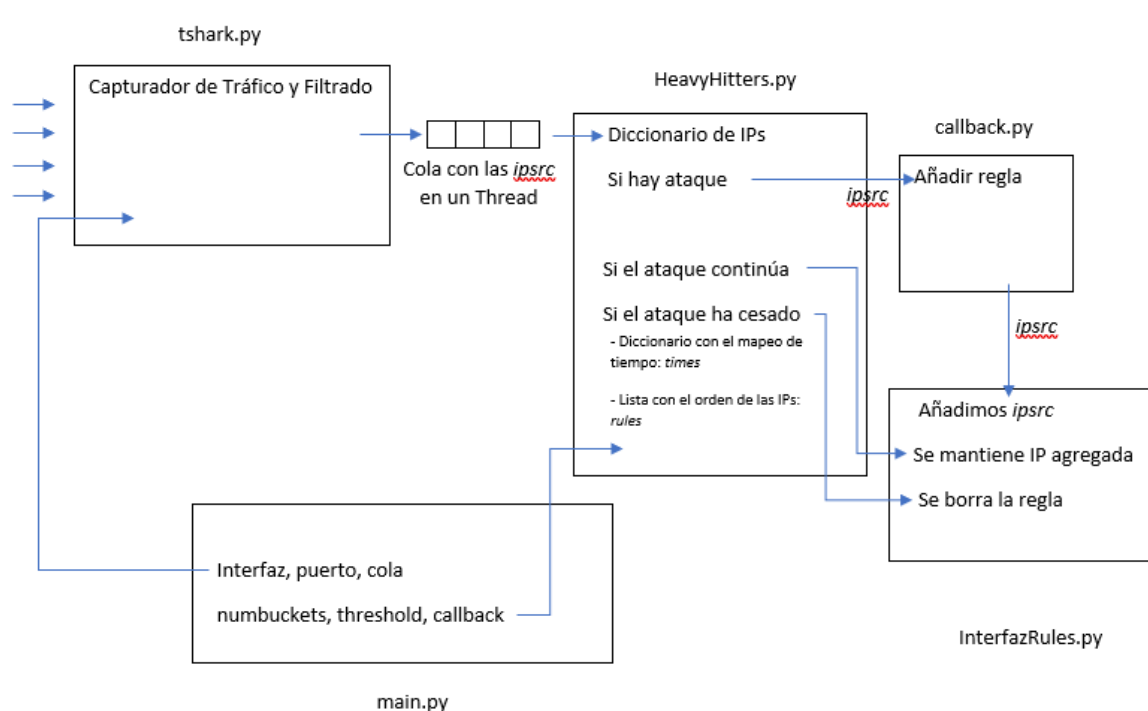 tshark.py
Capturador de Tráfico y Filtrado
Cola con las ipsrc
en un Thread
HeavyHitters.py
Diccionario de IPs
Si hay ataque
ipsrc
Si el ataque continúa
Si el ataque ha cesado
- Diccionario con el mapeo de
tiempo: times
- Lista con el orden de las IPs:
rules
callback.py
Añadir regla
ipsrc
Añadimos ipsrc
Se mantiene IP agregada
Se borra la regla
InterfazRules.py
Interfaz, puerto, cola
numbuckets, threshold, callback
main.py